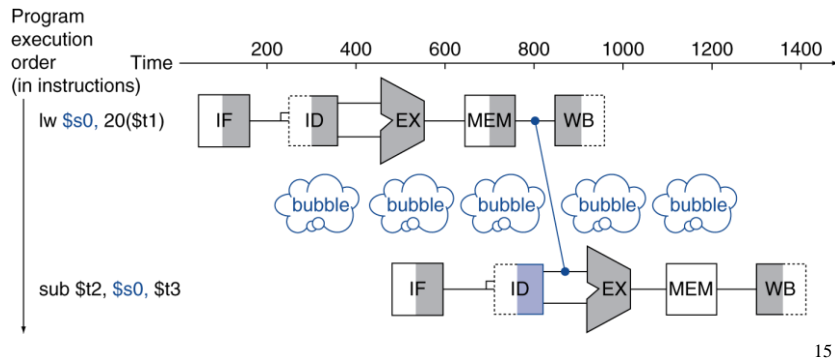 Program
execution
order
(in instructions)
Time
200 400 600 800 1000 1200 1400
lw $s0, 20($t1)
IF ID EX MEM WB
bubble bubble bubble bubble bubble
sub $t2, $s0, $t3
IF ID EX MEM WB
15